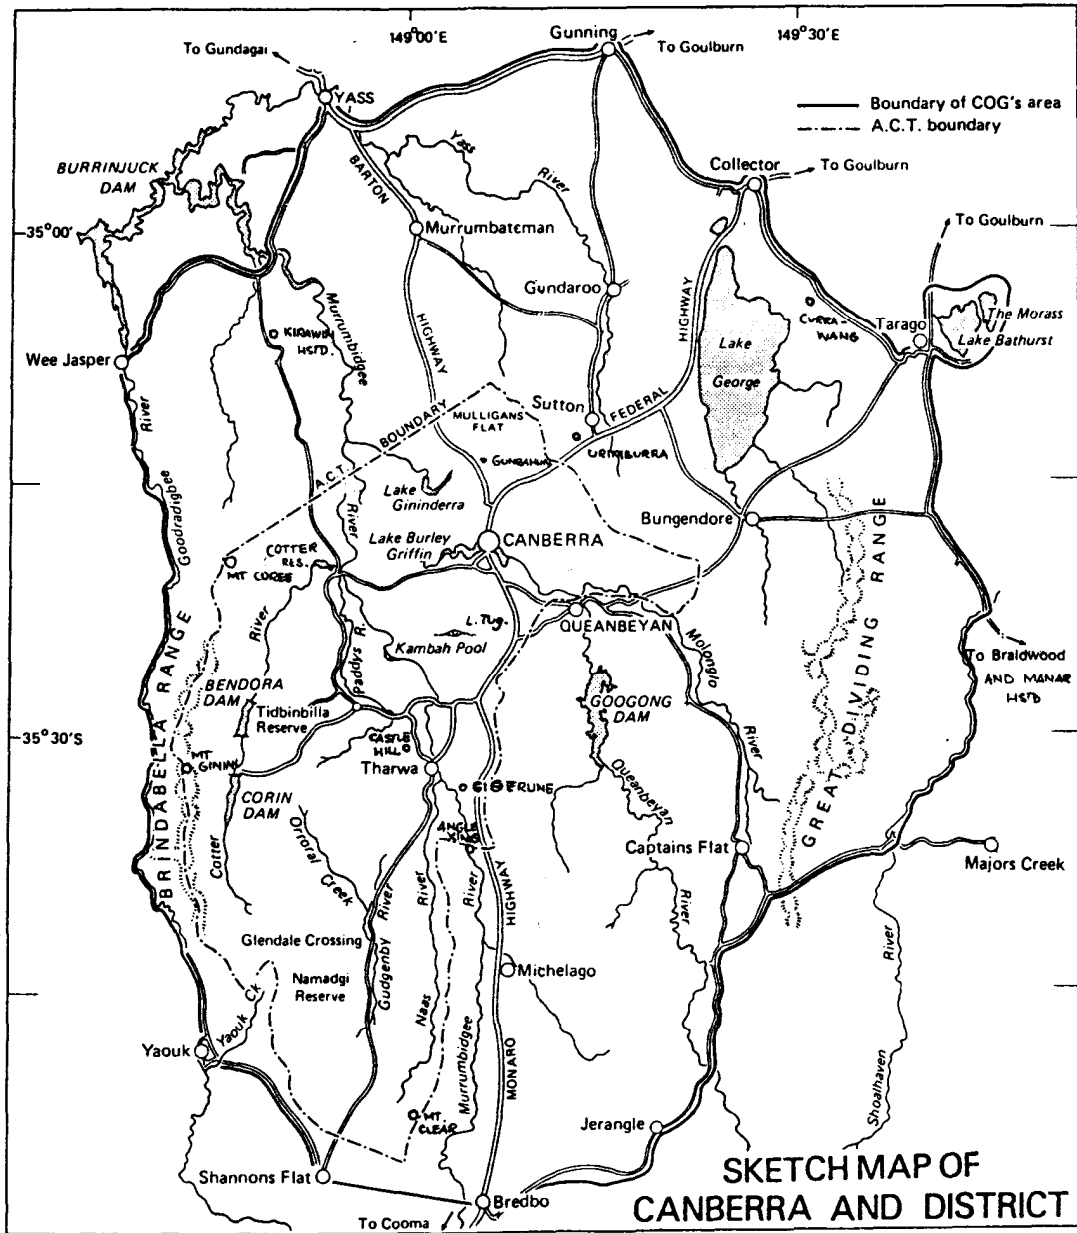 149°00'E
149°30'E
Gunning
To Goulburn
To Gundagai
YASS
Boundary of COG's area
A.C.T. boundary
Yass
River
BARTON
HIGHWAY
Collector
To Goulburn
BURRINJUCK
DAM
35°00'
Murrumbateman
To Goulburn
Gundaroo
HIGHWAY
FEDERAL
Murrumbidgee
River
CURRA-
WANG
Tarago
The Morass
Lake Bathurst
Wee Jasper
Lake
George
Sutton
A.C.T. BOUNDARY
MULLIGANS
FLAT
River
Goodradigbee
Lake
Gininderra
Bungendore
Lake Burley
Griffin
CANBERRA
COTTER
RES.
MT COREE
River
QUEANBEYAN
L. Tug.
Kambah Pool
Paddys R.
Molonglo
River
To Braidwood
AND MANAR
HSTD
GREAT DIVIDING RANGE
BRINDABELLA RANGE
BENDORA
DAM
Tidbinbilla
Reserve
GOOGONG
DAM
CASTLE
HILL
Tharwa
MT
GININI
CORIN
DAM
Queanbeyan
River
Cotter
Orroral
Creek
ANGLE
XING
Captains Flat
Majors Creek
River
River
River
HIGHWAY
MONARO
Glendale Crossing
Gudgenby
Namadgi
Reserve
Naas
Murrumbidgee
Michelago
River
Shoalhaven
Yaouk Ck
Yaouk
MT.
CLEAR
Jerangle
Shannons Flat
Bredbo
To Cooma
35°30'S
SKETCH MAP OF
CANBERRA AND DISTRICT